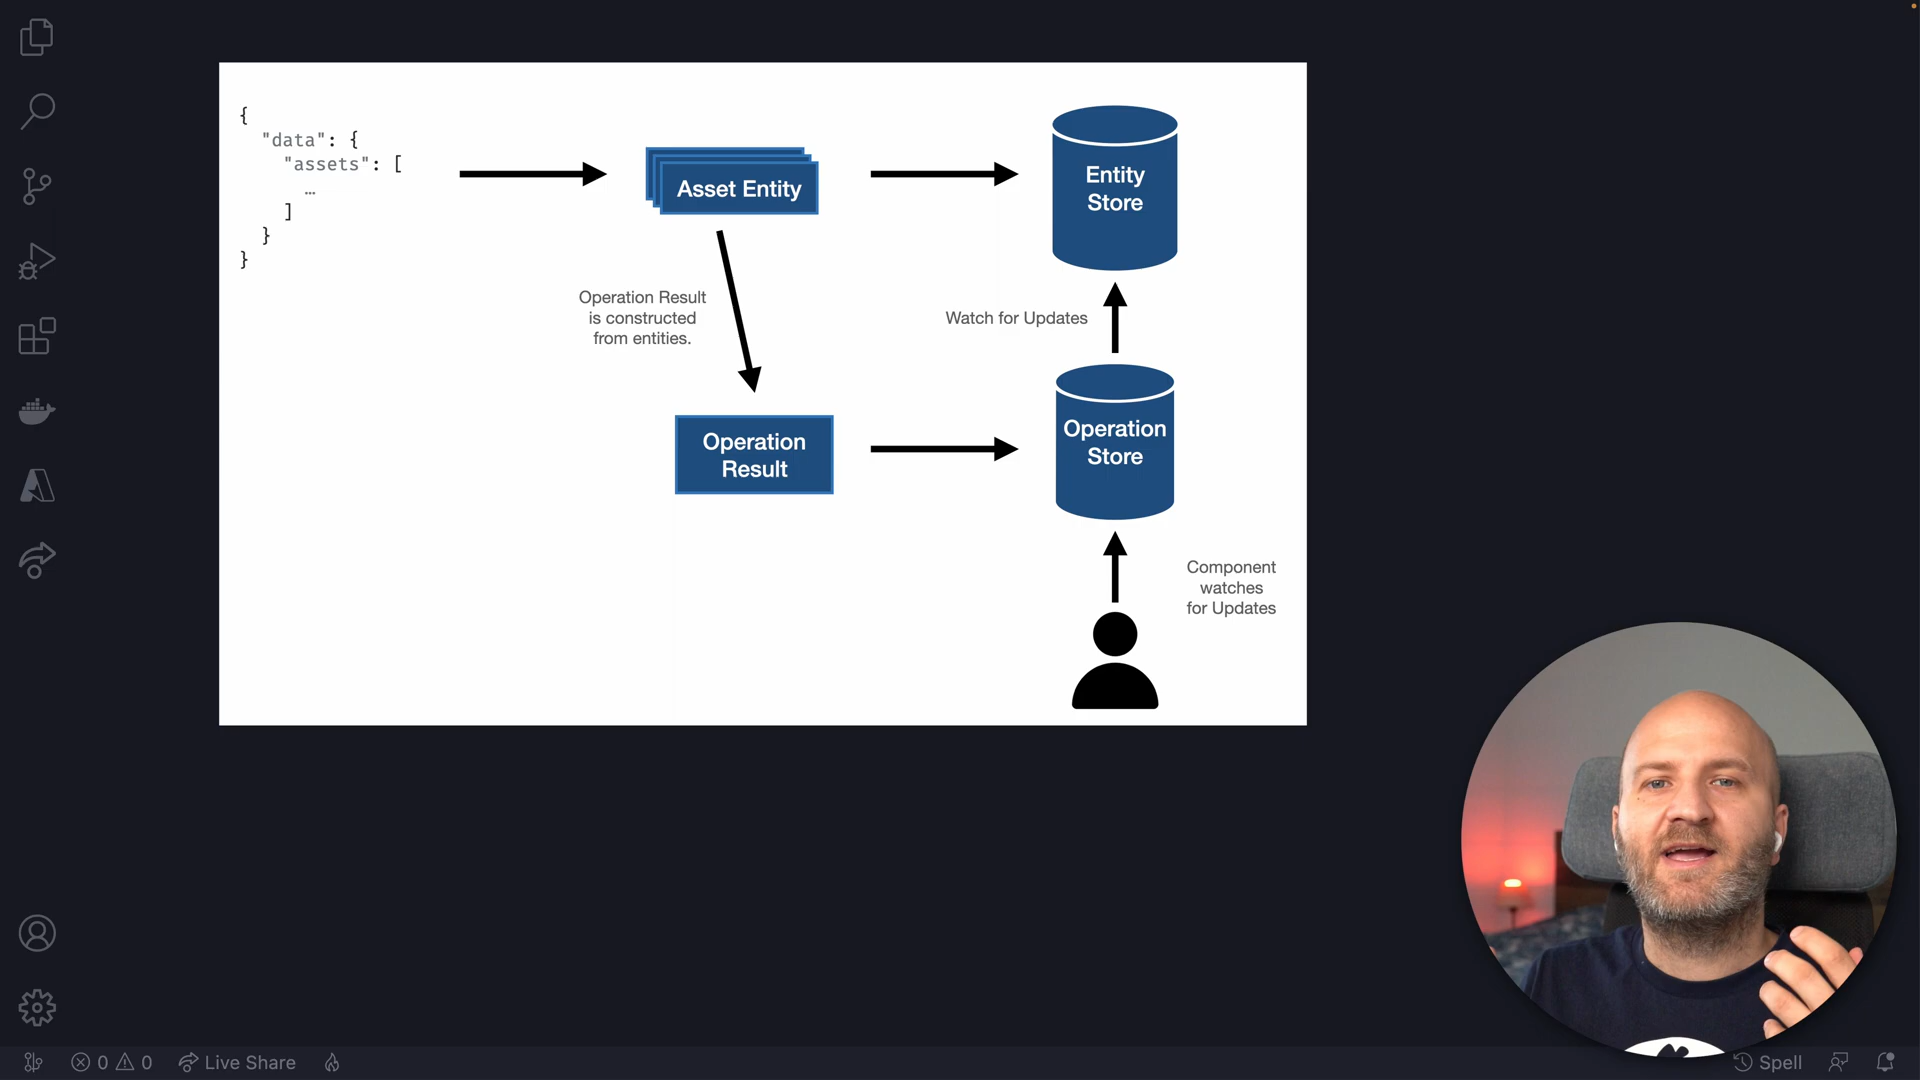 {
"data": {
"assets": [
…
]
}
}
Asset Entity
Entity
Store
Operation Result
is constructed
from entities.
Watch for Updates
Operation
Result
Operation
Store
Component
watches
for Updates
0 0 Live Share
Spell